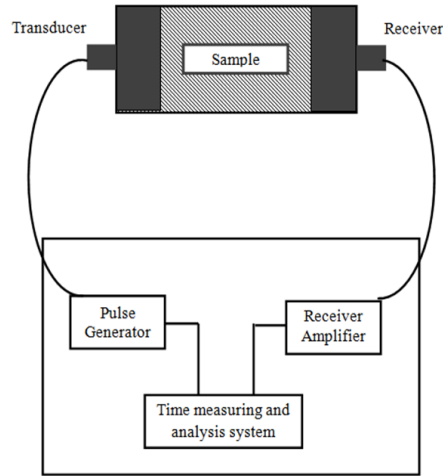 Transducer
Receiver
Sample
Pulse
Generator
Receiver
Amplifier
Time measuring and
analysis system